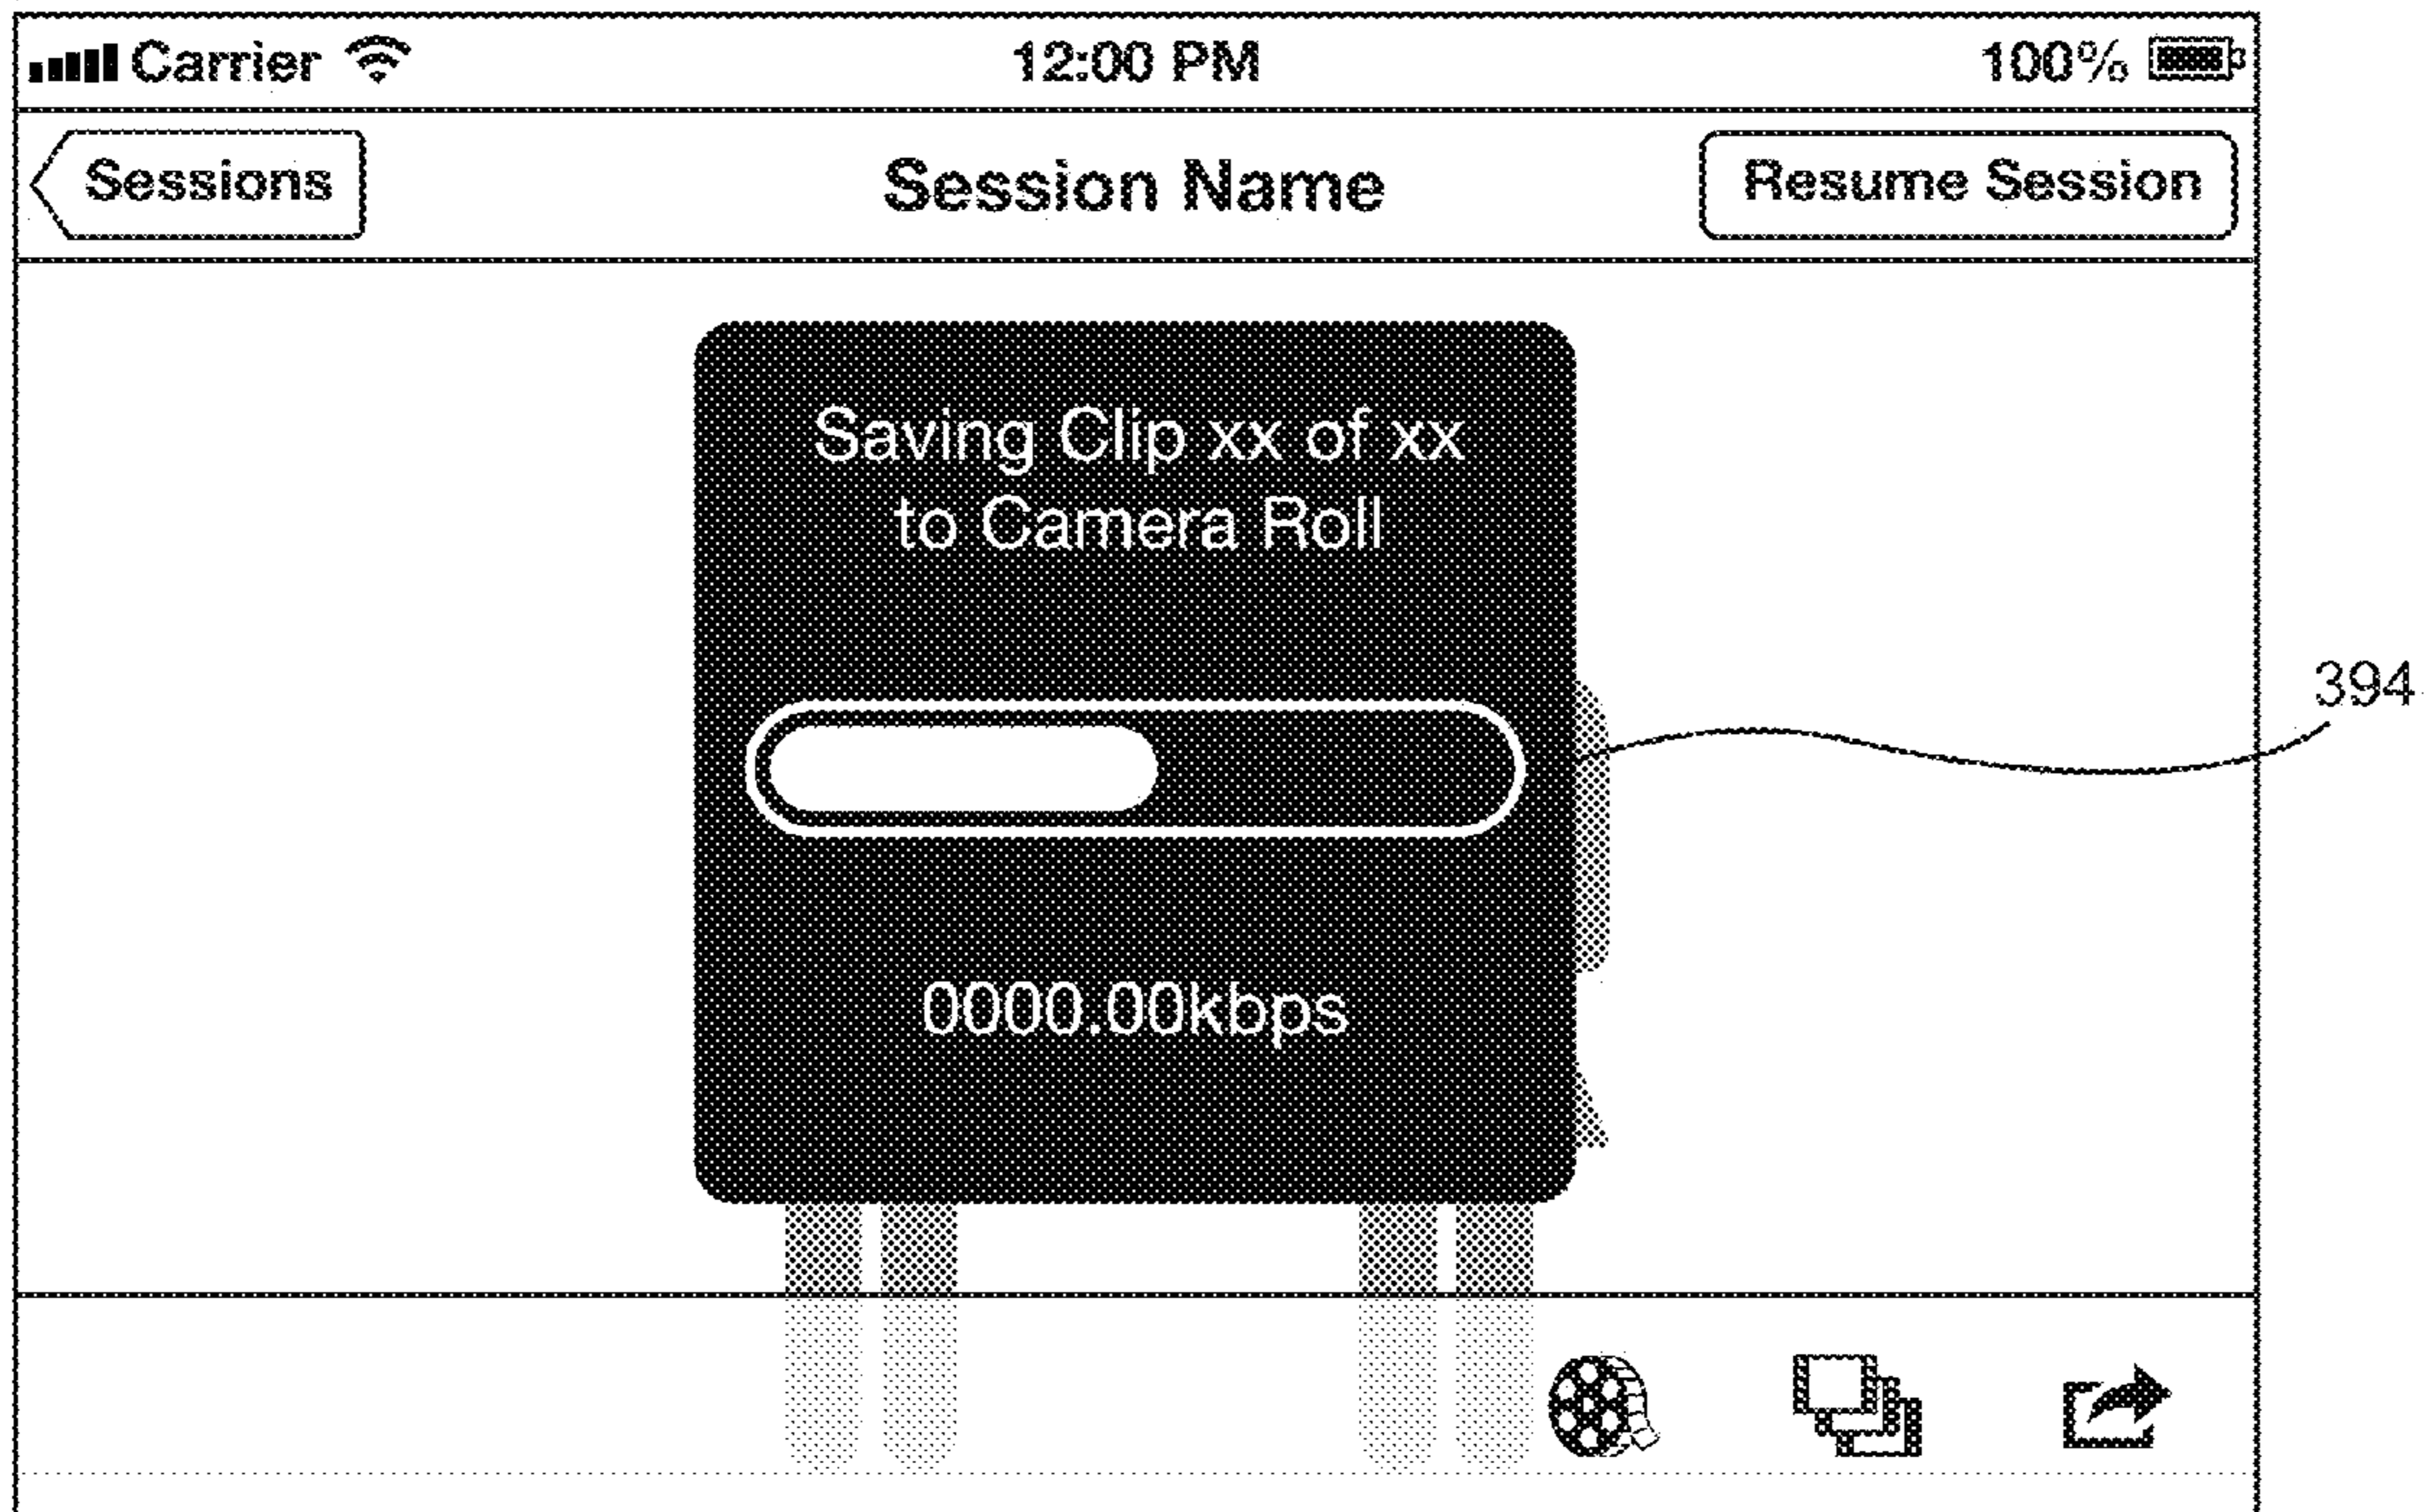 Carrier 12:00 PM 100%
Sessions Session Name Resume Session
Saving Clip xx of xx
to Camera Roll
394
0000.00kbps